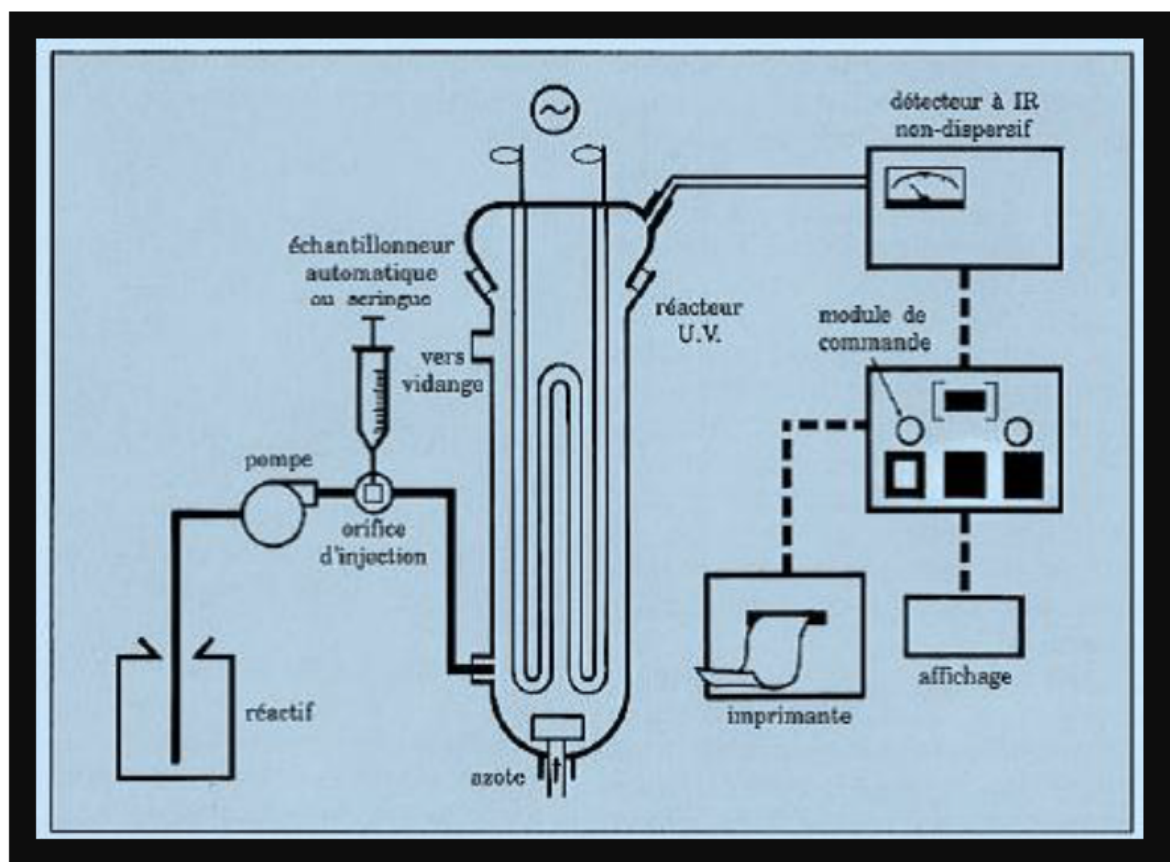 détecteur à IR
non-dispersif
échantillonneur
automatique
ou seringue
réacteur
U.V.
module de
commande
vers
vidange
pompe
orifice
d'injection
réactif
azote
imprimante
affichage